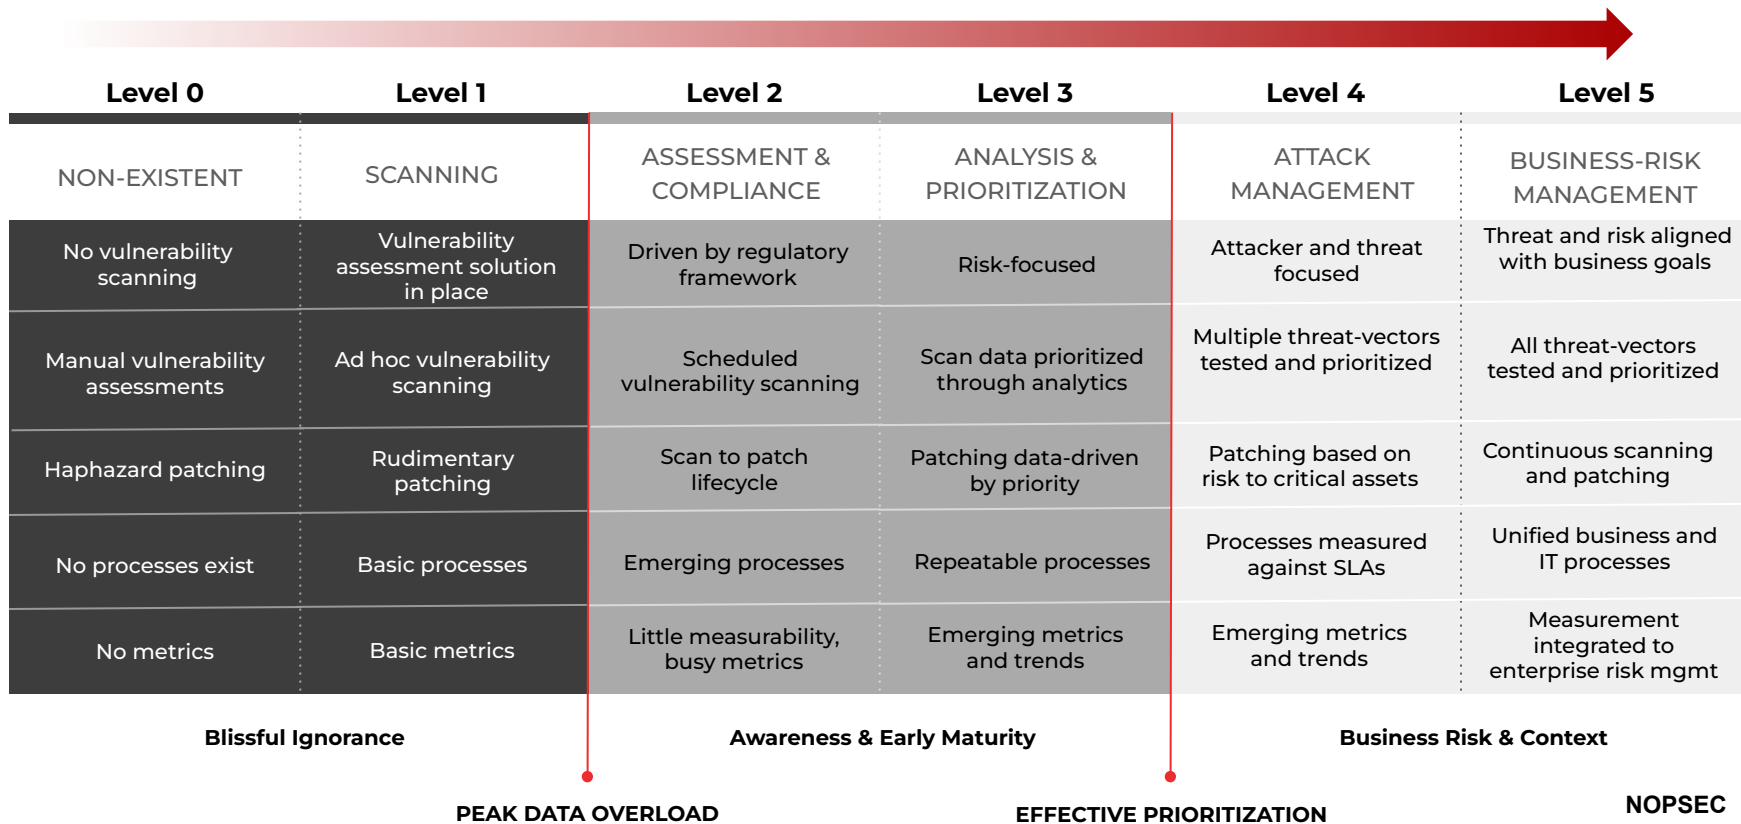 Level 0
Level 1
Level 2
Level 3
Level 4
Level 5
NON-EXISTENT
SCANNING
ASSESSMENT &
COMPLIANCE
ANALYSIS &
PRIORITIZATION
ATTACK
MANAGEMENT
BUSINESS-RISK
MANAGEMENT
No vulnerability
scanning
Vulnerability
assessment solution
in place
Driven by regulatory
framework
Risk-focused
Attacker and threat
focused
Threat and risk aligned
with business goals
Manual vulnerability
assessments
Ad hoc vulnerability
scanning
Scheduled
vulnerability scanning
Scan data prioritized
through analytics
Multiple threat-vectors
tested and prioritized
All threat-vectors
tested and prioritized
Haphazard patching
Rudimentary
patching
Scan to patch
lifecycle
Patching data-driven
by priority
Patching based on
risk to critical assets
Continuous scanning
and patching
No processes exist
Basic processes
Emerging processes
Repeatable processes
Processes measured
against SLAs
Unified business and
IT processes
No metrics
Basic metrics
Little measurability,
busy metrics
Emerging metrics
and trends
Emerging metrics
and trends
Measurement
integrated to
enterprise risk mgmt
Blissful Ignorance
Awareness & Early Maturity
Business Risk & Context
PEAK DATA OVERLOAD
EFFECTIVE PRIORITIZATION
NOPSEC